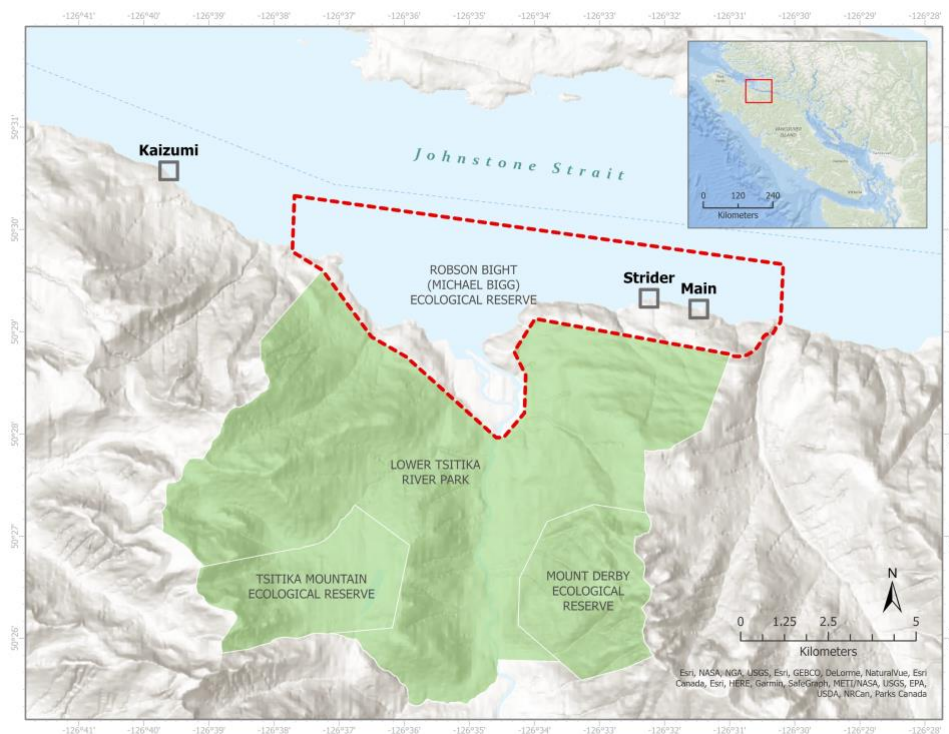 -126°41'
-126°40'
-126°39'
-126°38'
-126°37'
-126°36'
-126°35'
-126°34'
-126°33'
-126°32'
-126°31'
-126°30'
-126°29'
-126°28'
50°31'
50°30'
50°29'
50°28'
50°27'
50°26'
Kaizumi
Johnstone Strait
VANCOUVER
ISLAND
0 120 240
Kilometers
ROBSON BIGHT
(MICHAEL BIGG)
ECOLOGICAL RESERVE
Strider
Main
LOWER TSITIKA
RIVER PARK
TSITIKA MOUNTAIN
ECOLOGICAL RESERVE
MOUNT DERBY
ECOLOGICAL
RESERVE
N
0 1.25 2.5 5
Kilometers
Esri, NASA, NGA, USGS, Esri, GEBCO, DeLorme, NaturalVue, Esri
Canada, Esri, HERE, Garmin, SafeGraph, METI/NASA, USGS, EPA,
USDA, NRCan, Parks Canada
-126°41'
-126°40'
-126°39'
-126°38'
-126°37'
-126°36'
-126°35'
-126°34'
-126°33'
-126°32'
-126°31'
-126°30'
-126°29'
-126°28'